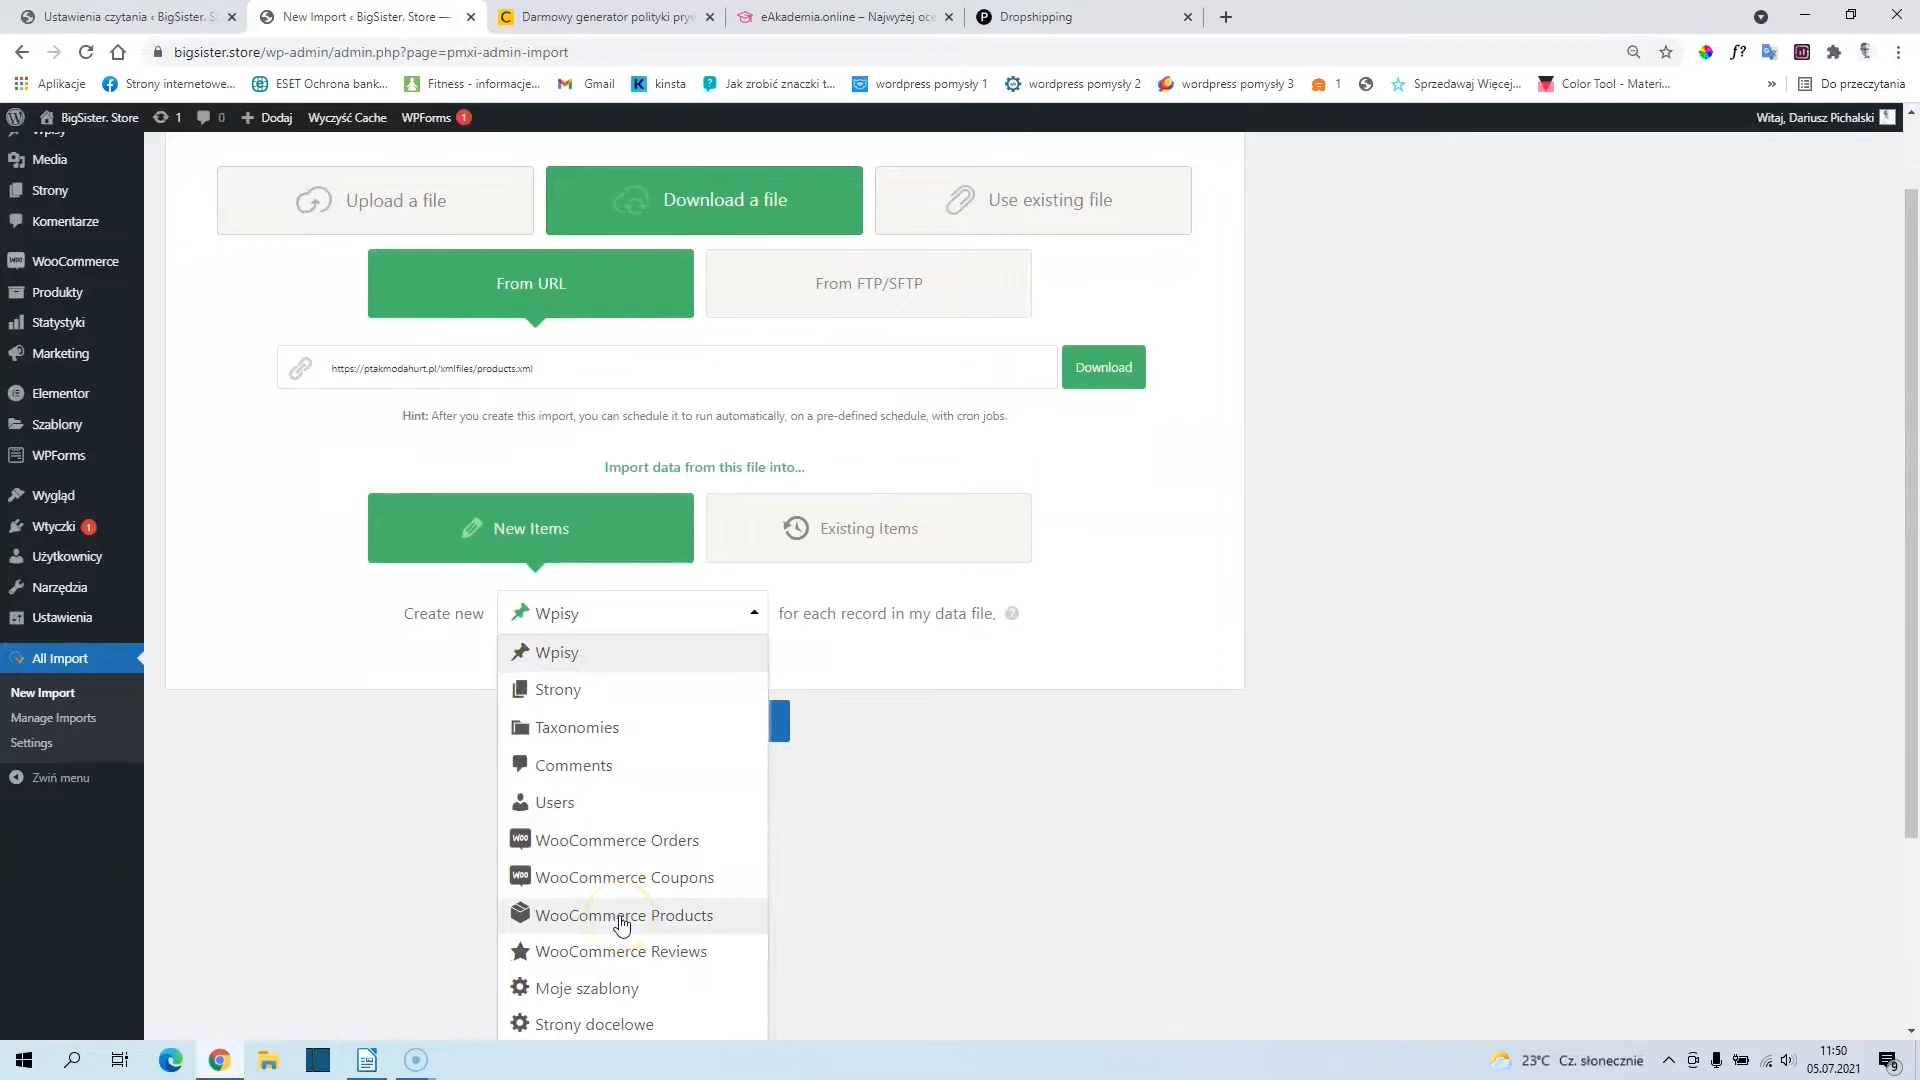 Ustawienia czytania ‹ BigSister. S
New Import ‹ BigSister. Store —
Darmowy generator polityki pryw
eAkademia.online – Najwyżej oce
Dropshipping
bigsister.store/wp-admin/admin.php?page=pmxi-admin-import
Aplikacje
Strony internetowe...
ESET Ochrona bank...
Fitness - informacje...
Gmail
kinsta
Jak zrobić znaczki t...
wordpress pomysły 1
wordpress pomysły 2
wordpress pomysły 3
1
Sprzedawaj Więcej,...
Color Tool - Materi...
»
Do przeczytania
BigSister. Store
1
0
Dodaj
Wyczyść Cache
WPForms 1
Witaj, Dariusz Pichalski
Wpisy
Media
Strony
Komentarze
WooCommerce
Produkty
Statystyki
Marketing
Elementor
Szablony
WPForms
Wygląd
Wtyczki 1
Użytkownicy
Narzędzia
Ustawienia
All Import
New Import
Manage Imports
Settings
Zwiń menu
Upload a file
Download a file
Use existing file
From URL
From FTP/SFTP
https://ptakmodahurt.pl/xmlfiles/products.xml
Download
Hint: After you create this import, you can schedule it to run automatically, on a pre-defined schedule, with cron jobs.
Import data from this file into...
New Items
Existing Items
Create new
Wpisy
for each record in my data file. ?
Wpisy
Strony
Taxonomies
Comments
Users
WooCommerce Orders
WooCommerce Coupons
WooCommerce Products
WooCommerce Reviews
Moje szablony
Strony docelowe
23°C Cz. słonecznie
11:50
05.07.2021
9